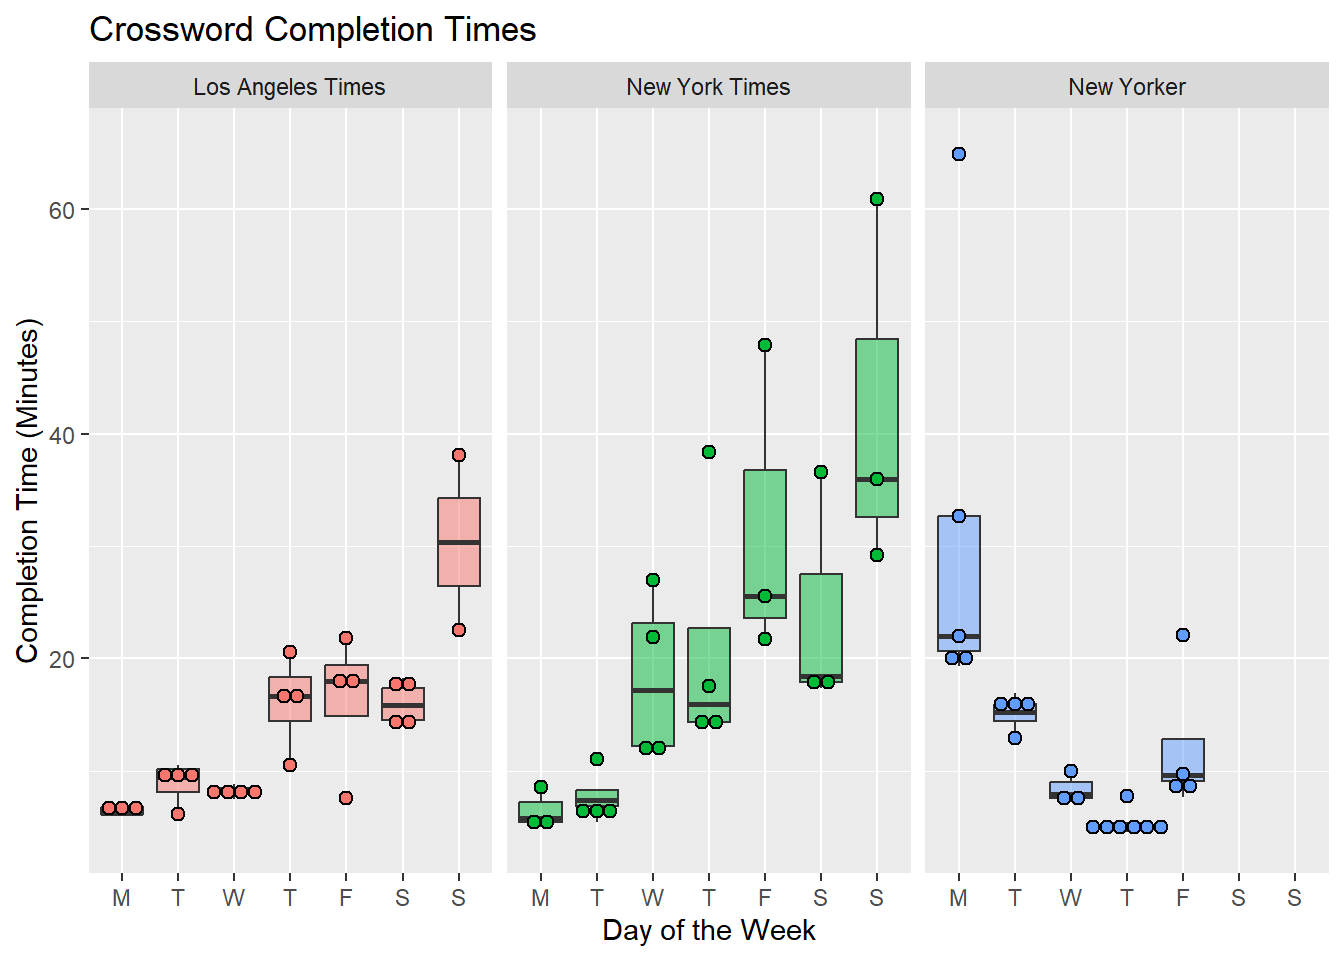 Crossword Completion Times
Los Angeles Times
New York Times
New Yorker
Completion Time (Minutes)
60
40
20
M T W T F S S
M T W T F S S
M T W T F S S
Day of the Week